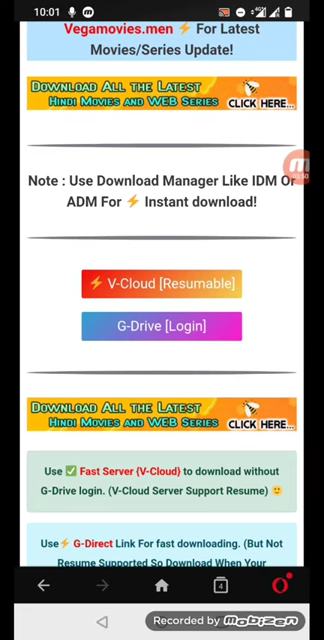 10:01
4G
Vegamovies.men ⚡ For Latest
Movies/Series Update!
Download All the Latest
Hindi Movies and WEB Series
CLICK HERE...
03:50
Note : Use Download Manager Like IDM Or
ADM For ⚡ Instant download!
⚡ V-Cloud [Resumable]
G-Drive [Login]
Download All the Latest
Hindi Movies and WEB Series
CLICK HERE...
Use ✅ Fast Server {V-Cloud} to download without
G-Drive login. (V-Cloud Server Support Resume) 🙂
Use⚡ G-Direct Link For fast downloading. (But Not
Resume Supported So Download When Your
4
Recorded by mobizen